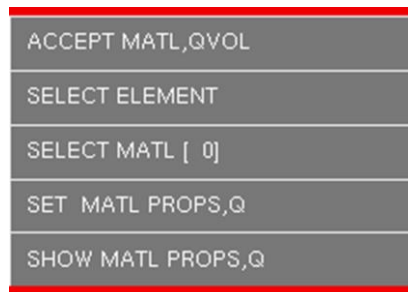 ACCEPT MATL,QVOL
SELECT ELEMENT
SELECT MATL [  0]
SET  MATL PROPS,Q
SHOW MATL PROPS,Q